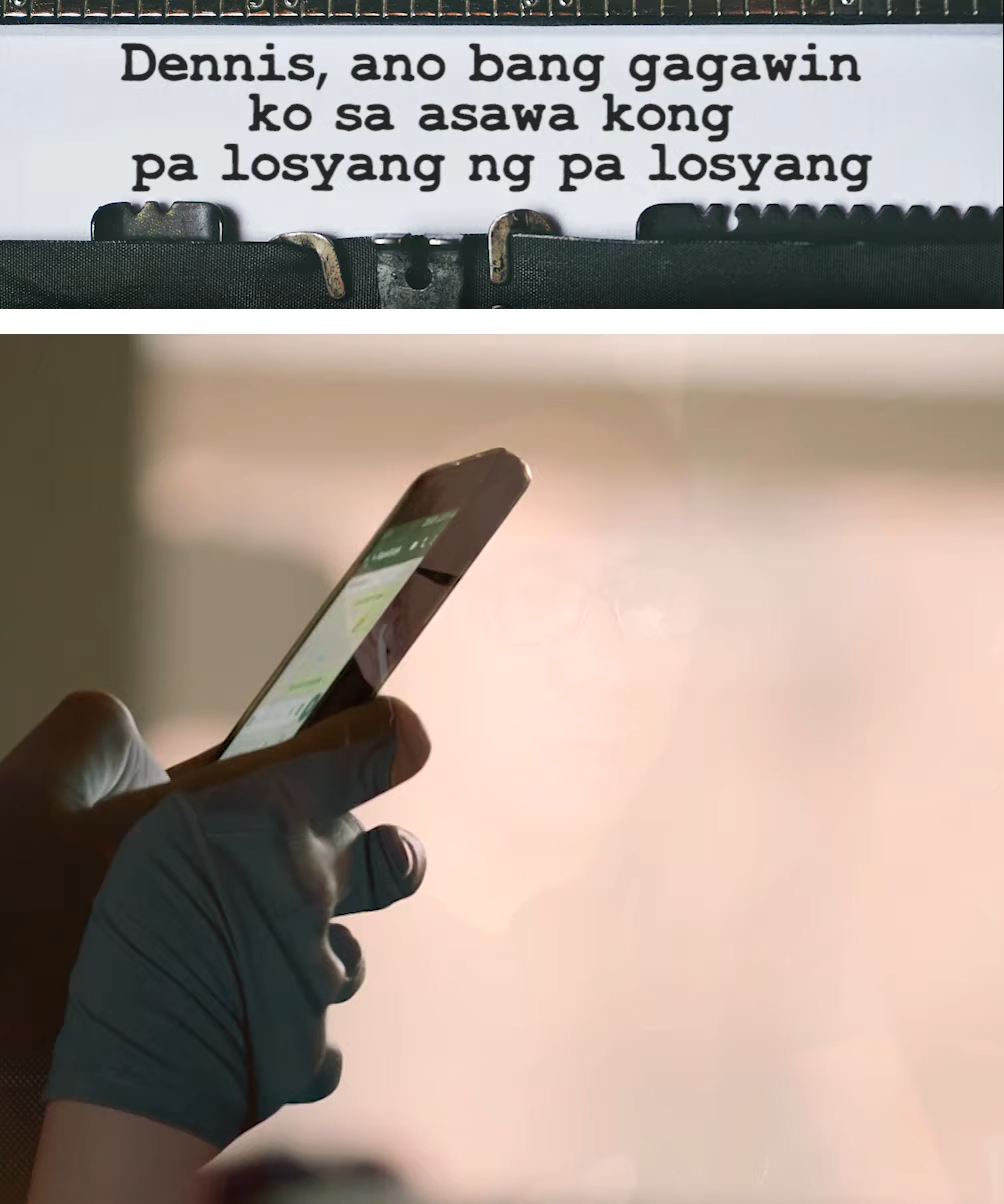 Dennis, ano bang gagawin
ko sa asawa kong
pa losyang ng pa losyang